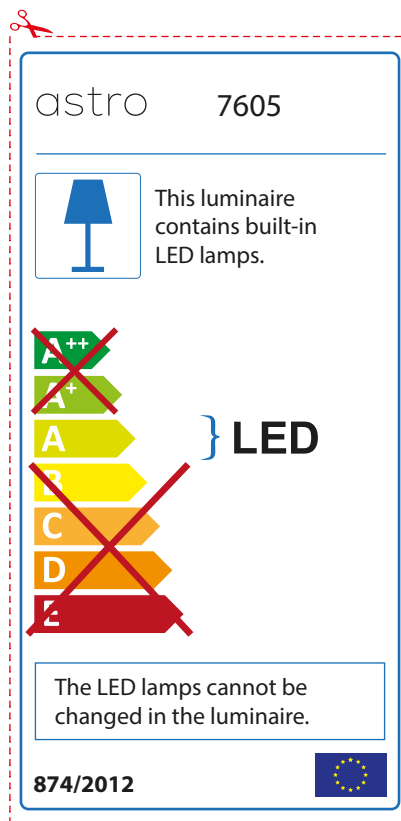 astro 7605
This luminaire
contains built-in
LED lamps.
A++
A+
A
LED
B
C
D
E
The LED lamps cannot be
changed in the luminaire.
874/2012